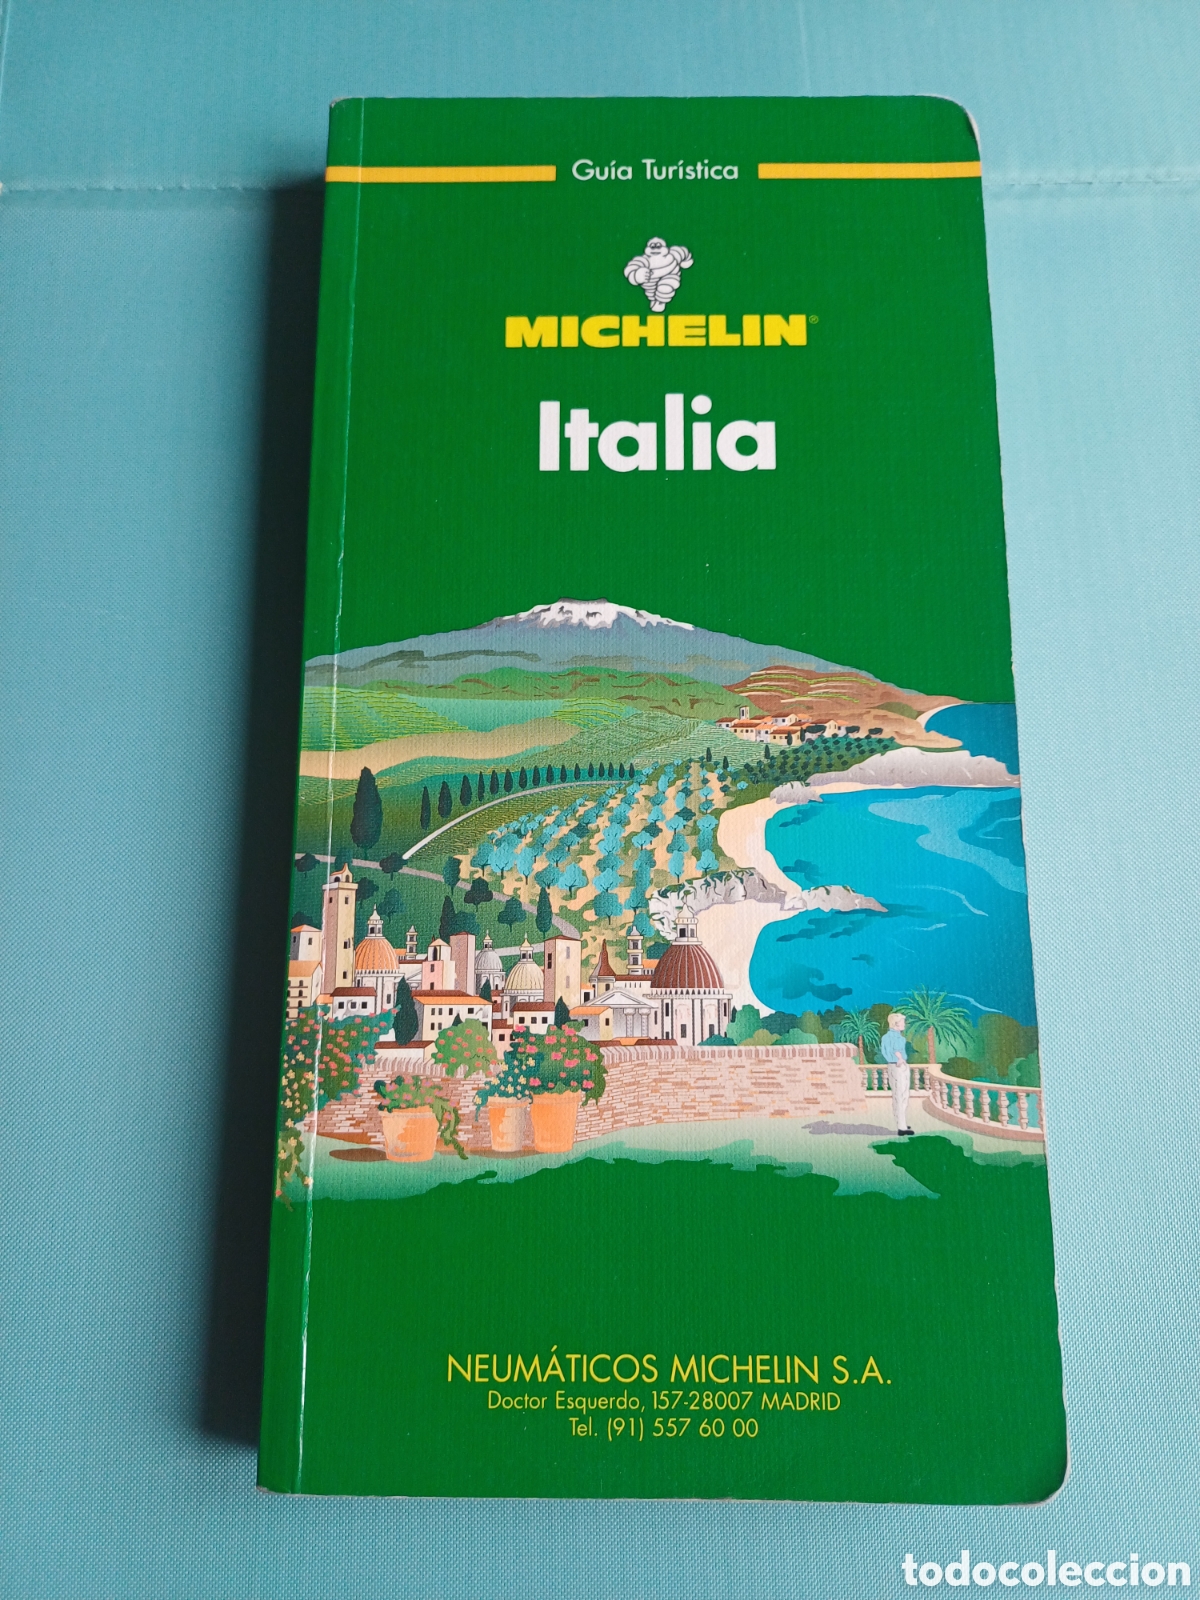 Guía Turística
MICHELIN®
Italia
NEUMÁTICOS MICHELIN S.A.
Doctor Esquerdo, 157-28007 MADRID
Tel. (91) 557 60 00
todocoleccion